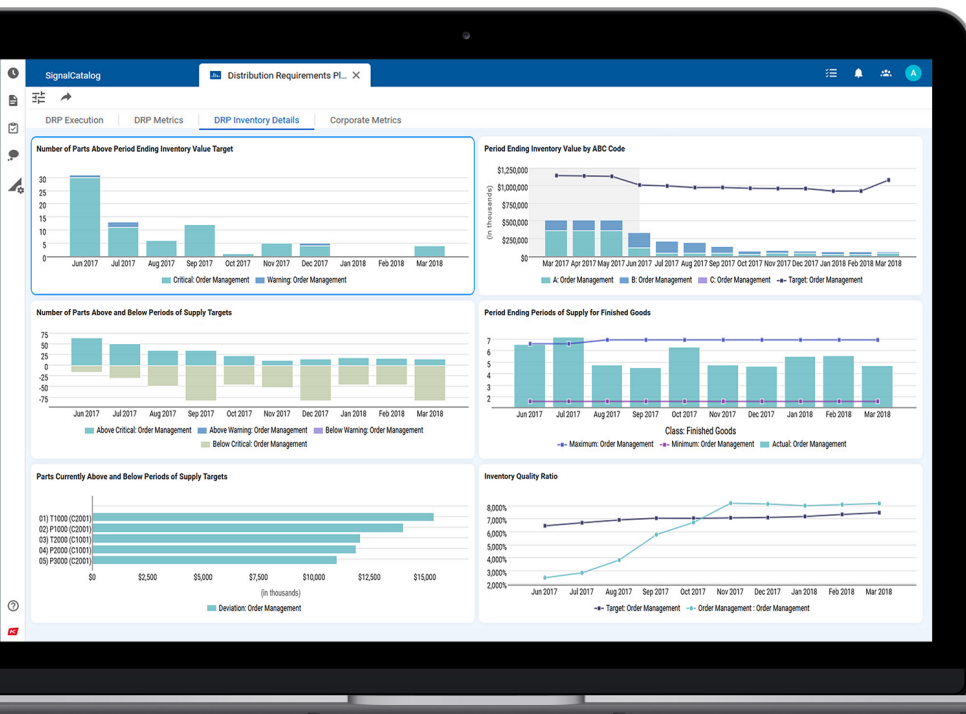 SignalCatalog
Distribution Requirements Pl...
A
DRP Execution
DRP Metrics
DRP Inventory Details
Corporate Metrics
Number of Parts Above Period Ending Inventory Value Target
30
25
20
15
10
5
0
Jun 2017 Jul 2017 Aug 2017 Sep 2017 Oct 2017 Nov 2017 Dec 2017 Jan 2018 Feb 2018 Mar 2018
Critical: Order Management Warning: Order Management
Period Ending Inventory Value by ABC Code
(in thousands)
$1,250,000
$1,000,000
$750,000
$500,000
$250,000
$0
Mar 2017 Apr 2017 May 2017 Jun 2017 Jul 2017 Aug 2017 Sep 2017 Oct 2017 Nov 2017 Dec 2017 Jan 2018 Feb 2018 Mar 2018
A: Order Management B: Order Management C: Order Management Target: Order Management
Number of Parts Above and Below Periods of Supply Targets
75
50
25
0
-25
-50
-75
Jun 2017 Jul 2017 Aug 2017 Sep 2017 Oct 2017 Nov 2017 Dec 2017 Jan 2018 Feb 2018 Mar 2018
Above Critical: Order Management Above Warning: Order Management Below Warning: Order Management
Below Critical: Order Management
Period Ending Periods of Supply for Finished Goods
7
6
5
4
3
2
Jun 2017 Jul 2017 Aug 2017 Sep 2017 Oct 2017 Nov 2017 Dec 2017 Jan 2018 Feb 2018 Mar 2018
Class: Finished Goods
Maximum: Order Management Minimum: Order Management Actual: Order Management
Parts Currently Above and Below Periods of Supply Targets
01) T1000 (C2001)
02) P1000 (C2001)
03) T2000 (C1001)
04) P2000 (C1001)
05) P3000 (C2001)
$0 $2,500 $5,000 $7,500 $10,000 $12,500 $15,000
(in thousands)
Deviation: Order Management
Inventory Quality Ratio
8,000%
7,000%
6,000%
5,000%
4,000%
3,000%
2,000%
Jun 2017 Jul 2017 Aug 2017 Sep 2017 Oct 2017 Nov 2017 Dec 2017 Jan 2018 Feb 2018 Mar 2018
Target: Order Management Order Management : Order Management